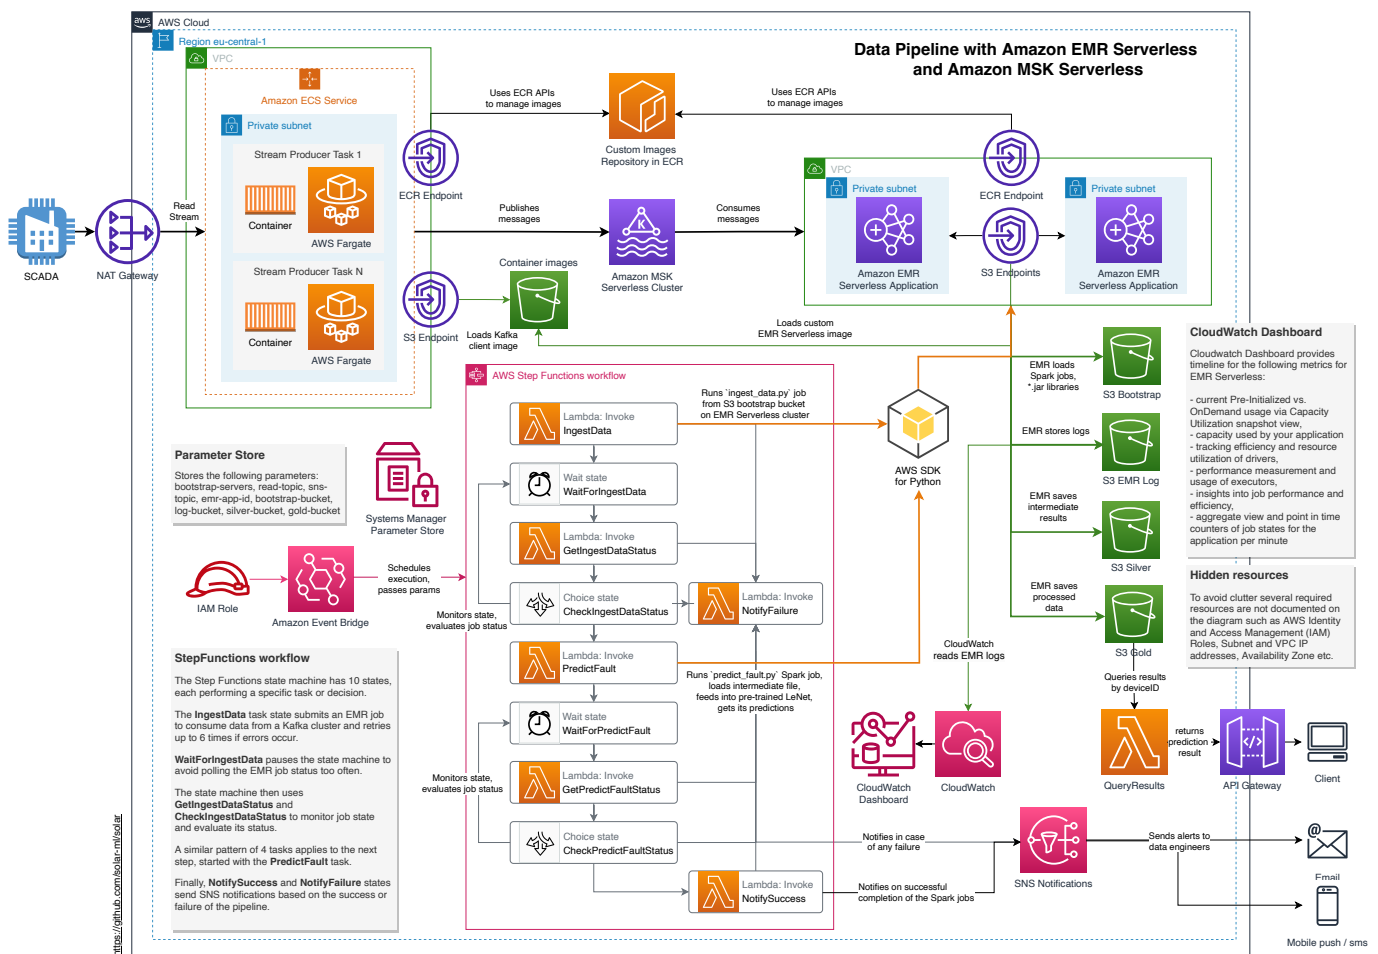 aws
AWS Cloud
Region eu-central-1
VPC
Data Pipeline with Amazon EMR Serverless
and Amazon MSK Serverless
Amazon ECS Service
Private subnet
Stream Producer Task 1
Container
AWS Fargate
Stream Producer Task N
Container
AWS Fargate
SCADA
NAT Gateway
Read
Stream
ECR Endpoint
S3 Endpoint
Uses ECR APIs
to manage images
Custom Images
Repository in ECR
Uses ECR APIs
to manage images
Publishes
messages
K
Amazon MSK
Serverless Cluster
Consumes
messages
Container images
Loads Kafka
client image
VPC
Private subnet
Amazon EMR
Serverless Application
ECR Endpoint
S3 Endpoints
Private subnet
Amazon EMR
Serverless Application
Loads custom
EMR Serverless image
AWS Step Functions workflow
Lambda: Invoke
IngestData
Wait state
WaitForIngestData
Lambda: Invoke
GetIngestDataStatus
Choice state
CheckIngestDataStatus
Lambda: Invoke
NotifyFailure
Lambda: Invoke
PredictFault
Wait state
WaitForPredictFault
Lambda: Invoke
GetPredictFaultStatus
Choice state
CheckPredictFaultStatus
Lambda: Invoke
NotifySuccess
Runs `ingest_data.py` job
from S3 bootstrap bucket
on EMR Serverless cluster
Runs `predict_fault.py` Spark job,
loads intermediate file,
feeds into pre-trained LeNet,
gets its predictions
Monitors state,
evaluates job status
Monitors state,
evaluates job status
AWS SDK
for Python
EMR loads
Spark jobs,
*.jar libraries
S3 Bootstrap
EMR stores logs
S3 EMR Log
EMR saves
intermediate
results
S3 Silver
EMR saves
processed
data
S3 Gold
Queries results
by deviceID
CloudWatch
reads EMR logs
CloudWatch
Dashboard
CloudWatch
QueryResults
returns
prediction
result
API Gateway
</>
Client
Notifies in case
of any failure
Notifies on successful
completion of the Spark jobs
SNS Notifications
Sends alerts to
data engineers
@
Email
Mobile push / sms
CloudWatch Dashboard
Cloudwatch Dashboard provides
timeline for the following metrics for
EMR Serverless:
- current Pre-Initialized vs.
OnDemand usage via Capacity
Utilization snapshot view,
- capacity used by your application
- tracking efficiency and resource
utilization of drivers,
- performance measurement and
usage of executors,
- insights into job performance and
efficiency,
- aggregate view and point in time
counters of job states for the
application per minute
Hidden resources
To avoid clutter several required
resources are not documented on
the diagram such as AWS Identity
and Access Management (IAM)
Roles, Subnet and VPC IP
addresses, Availability Zone etc.
Parameter Store
Stores the following parameters:
bootstrap-servers, read-topic, sns-
topic, emr-app-id, bootstrap-bucket,
log-bucket, silver-bucket, gold-bucket
Systems Manager
Parameter Store
IAM Role
Amazon Event Bridge
Schedules
execution,
passes params
StepFunctions workflow
The Step Functions state machine has 10 states,
each performing a specific task or decision.
The IngestData task state submits an EMR job
to consume data from a Kafka cluster and retries
up to 6 times if errors occur.
WaitForIngestData pauses the state machine to
avoid polling the EMR job status too often.
The state machine then uses
GetIngestDataStatus and
CheckIngestDataStatus to monitor job state
and evaluate its status.
A similar pattern of 4 tasks applies to the next
step, started with the PredictFault task.
Finally, NotifySuccess and NotifyFailure states
send SNS notifications based on the success or
failure of the pipeline.
https://github.com/solar-ml/solar